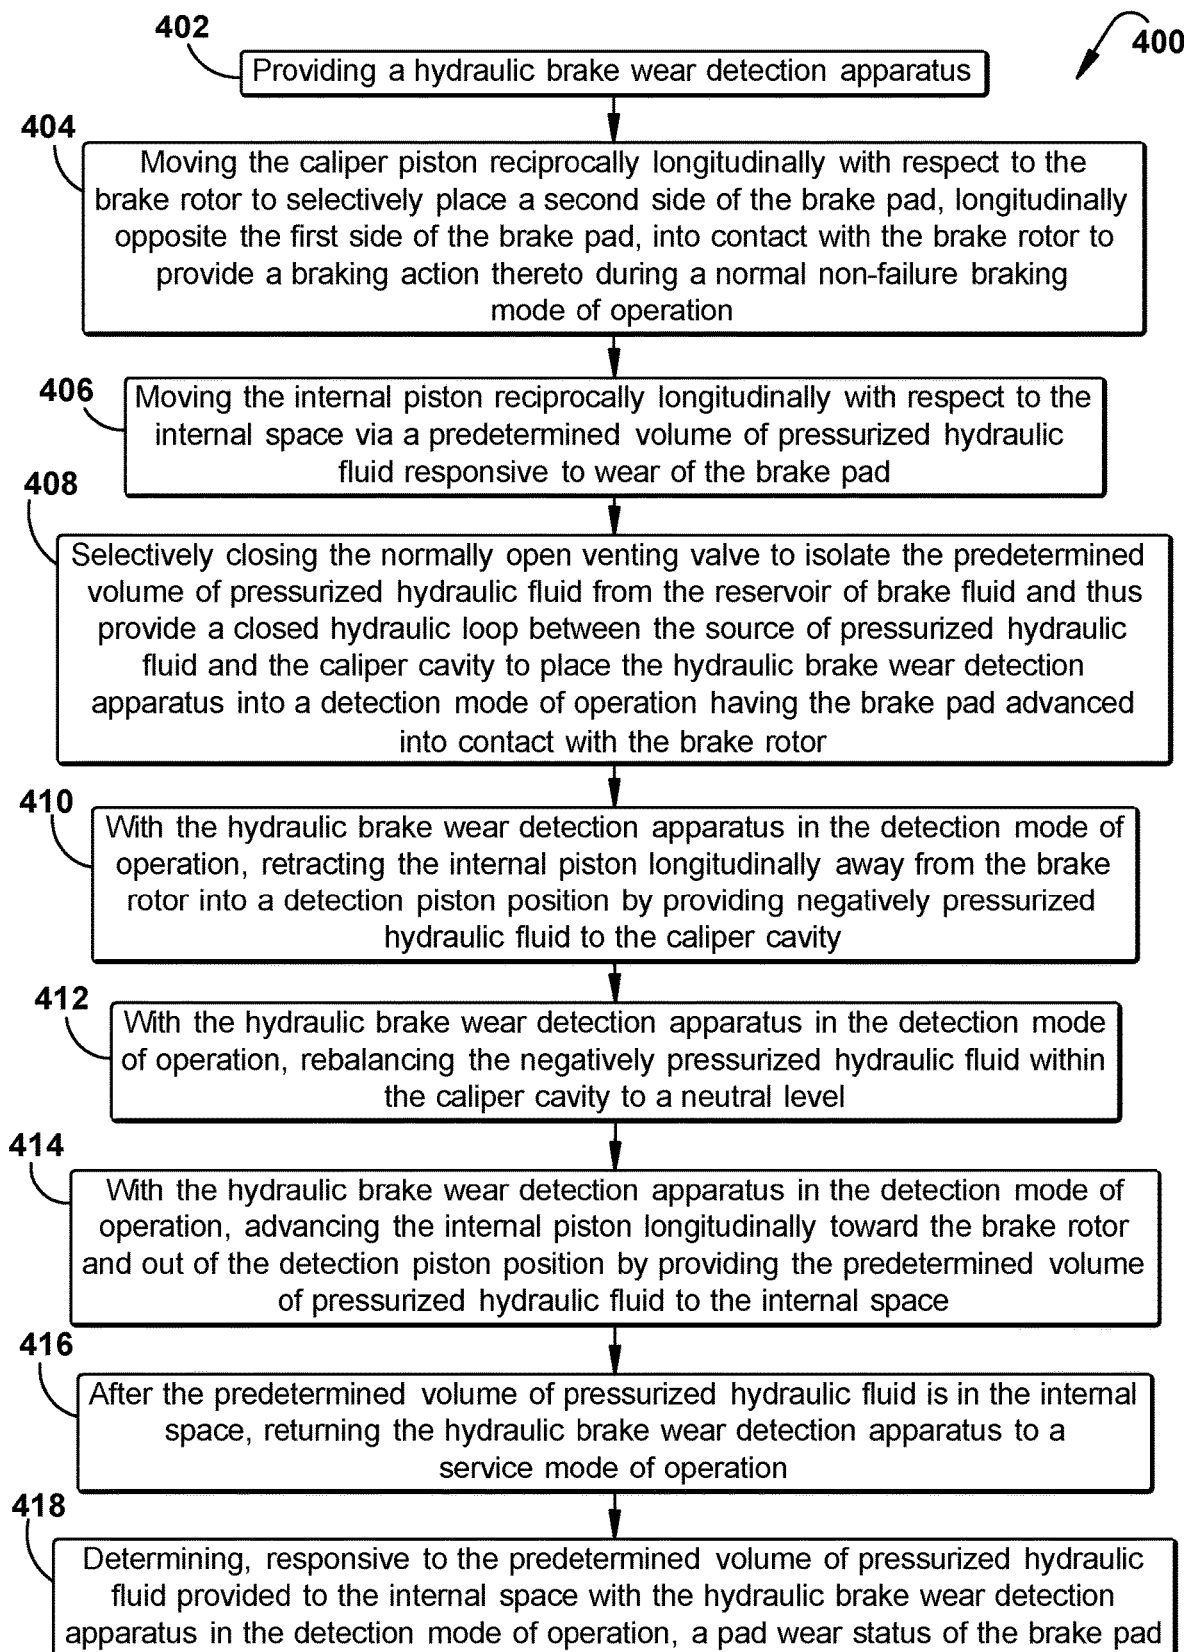 402
400
Providing a hydraulic brake wear detection apparatus
404
Moving the caliper piston reciprocally longitudinally with respect to the
brake rotor to selectively place a second side of the brake pad, longitudinally
opposite the first side of the brake pad, into contact with the brake rotor to
provide a braking action thereto during a normal non-failure braking
mode of operation
406
Moving the internal piston reciprocally longitudinally with respect to the
internal space via a predetermined volume of pressurized hydraulic
fluid responsive to wear of the brake pad
408
Selectively closing the normally open venting valve to isolate the predetermined
volume of pressurized hydraulic fluid from the reservoir of brake fluid and thus
provide a closed hydraulic loop between the source of pressurized hydraulic
fluid and the caliper cavity to place the hydraulic brake wear detection
apparatus into a detection mode of operation having the brake pad advanced
into contact with the brake rotor
410
With the hydraulic brake wear detection apparatus in the detection mode of
operation, retracting the internal piston longitudinally away from the brake
rotor into a detection piston position by providing negatively pressurized
hydraulic fluid to the caliper cavity
412
With the hydraulic brake wear detection apparatus in the detection mode
of operation, rebalancing the negatively pressurized hydraulic fluid within
the caliper cavity to a neutral level
414
With the hydraulic brake wear detection apparatus in the detection mode of
operation, advancing the internal piston longitudinally toward the brake rotor
and out of the detection piston position by providing the predetermined volume
of pressurized hydraulic fluid to the internal space
416
After the predetermined volume of pressurized hydraulic fluid is in the internal
space, returning the hydraulic brake wear detection apparatus to a
service mode of operation
418
Determining, responsive to the predetermined volume of pressurized hydraulic
fluid provided to the internal space with the hydraulic brake wear detection
apparatus in the detection mode of operation, a pad wear status of the brake pad